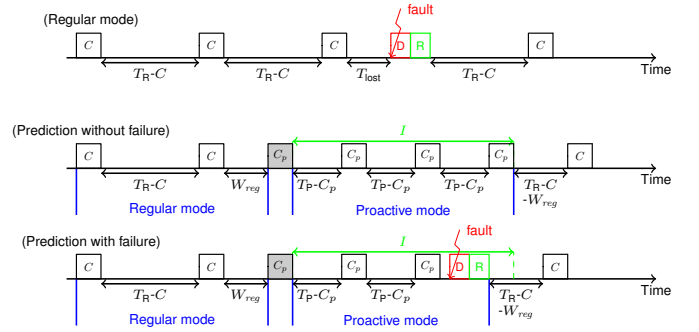 (Regular mode)
fault
C C C D R C
T_R-C T_R-C T_lost T_R-C
Time
(Prediction without failure)
I
C C C_p C_p C_p C_p C
T_R-C W_reg T_P-C_p T_P-C_p T_P-C_p T_R-C
-W_reg
Time
Regular mode Proactive mode
(Prediction with failure)
fault
I
C C C_p C_p C_p D R C
T_R-C W_reg T_P-C_p T_P-C_p T_R-C
-W_reg
Time
Regular mode Proactive mode